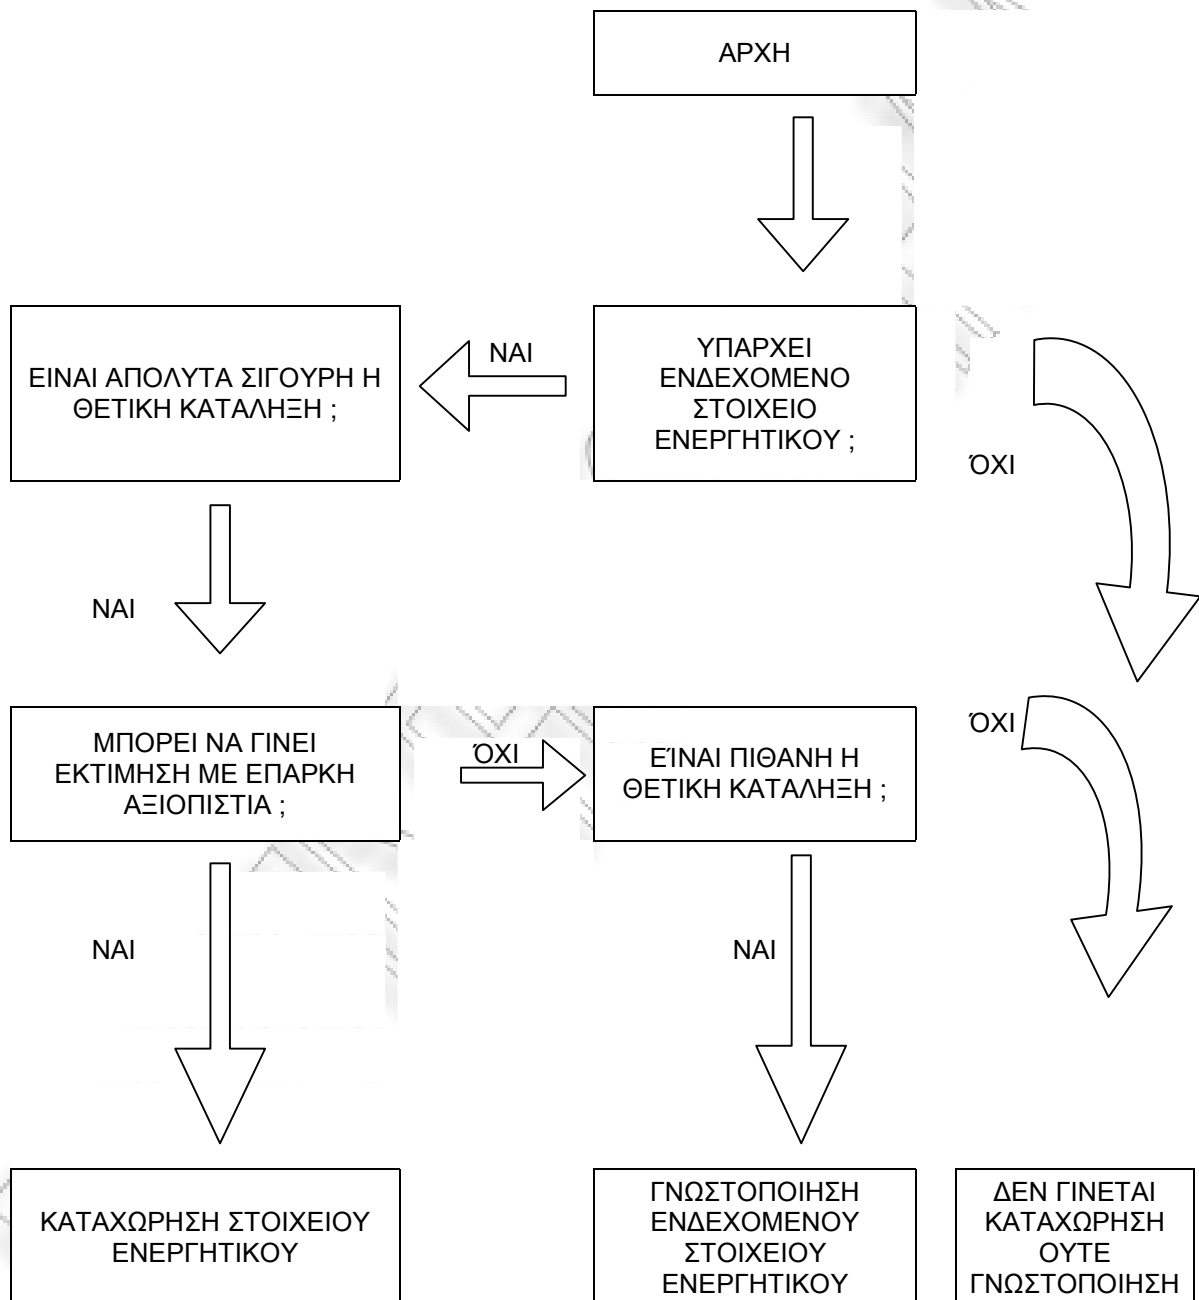 ΑΡΧΗ
ΕΙΝΑΙ ΑΠΟΛΥΤΑ ΣΙΓΟΥΡΗ Η
ΘΕΤΙΚΗ ΚΑΤΑΛΗΞΗ ;
ΝΑΙ
ΥΠΑΡΧΕΙ
ΕΝΔΕΧΟΜΕΝΟ
ΣΤΟΙΧΕΙΟ
ΕΝΕΡΓΗΤΙΚΟΥ ;
ΌΧΙ
ΝΑΙ
ΜΠΟΡΕΙ ΝΑ ΓΙΝΕΙ
ΕΚΤΙΜΗΣΗ ΜΕ ΕΠΑΡΚΗ
ΑΞΙΟΠΙΣΤΙΑ ;
ΌΧΙ
ΕΊΝΑΙ ΠΙΘΑΝΗ Η
ΘΕΤΙΚΗ ΚΑΤΑΛΗΞΗ ;
ΌΧΙ
ΝΑΙ
ΝΑΙ
ΚΑΤΑΧΩΡΗΣΗ ΣΤΟΙΧΕΙΟΥ
ΕΝΕΡΓΗΤΙΚΟΥ
ΓΝΩΣΤΟΠΟΙΗΣΗ
ΕΝΔΕΧΟΜΕΝΟΥ
ΣΤΟΙΧΕΙΟΥ
ΕΝΕΡΓΗΤΙΚΟΥ
ΔΕΝ ΓΙΝΕΤΑΙ
ΚΑΤΑΧΩΡΗΣΗ
ΟΥΤΕ
ΓΝΩΣΤΟΠΟΙΗΣΗ